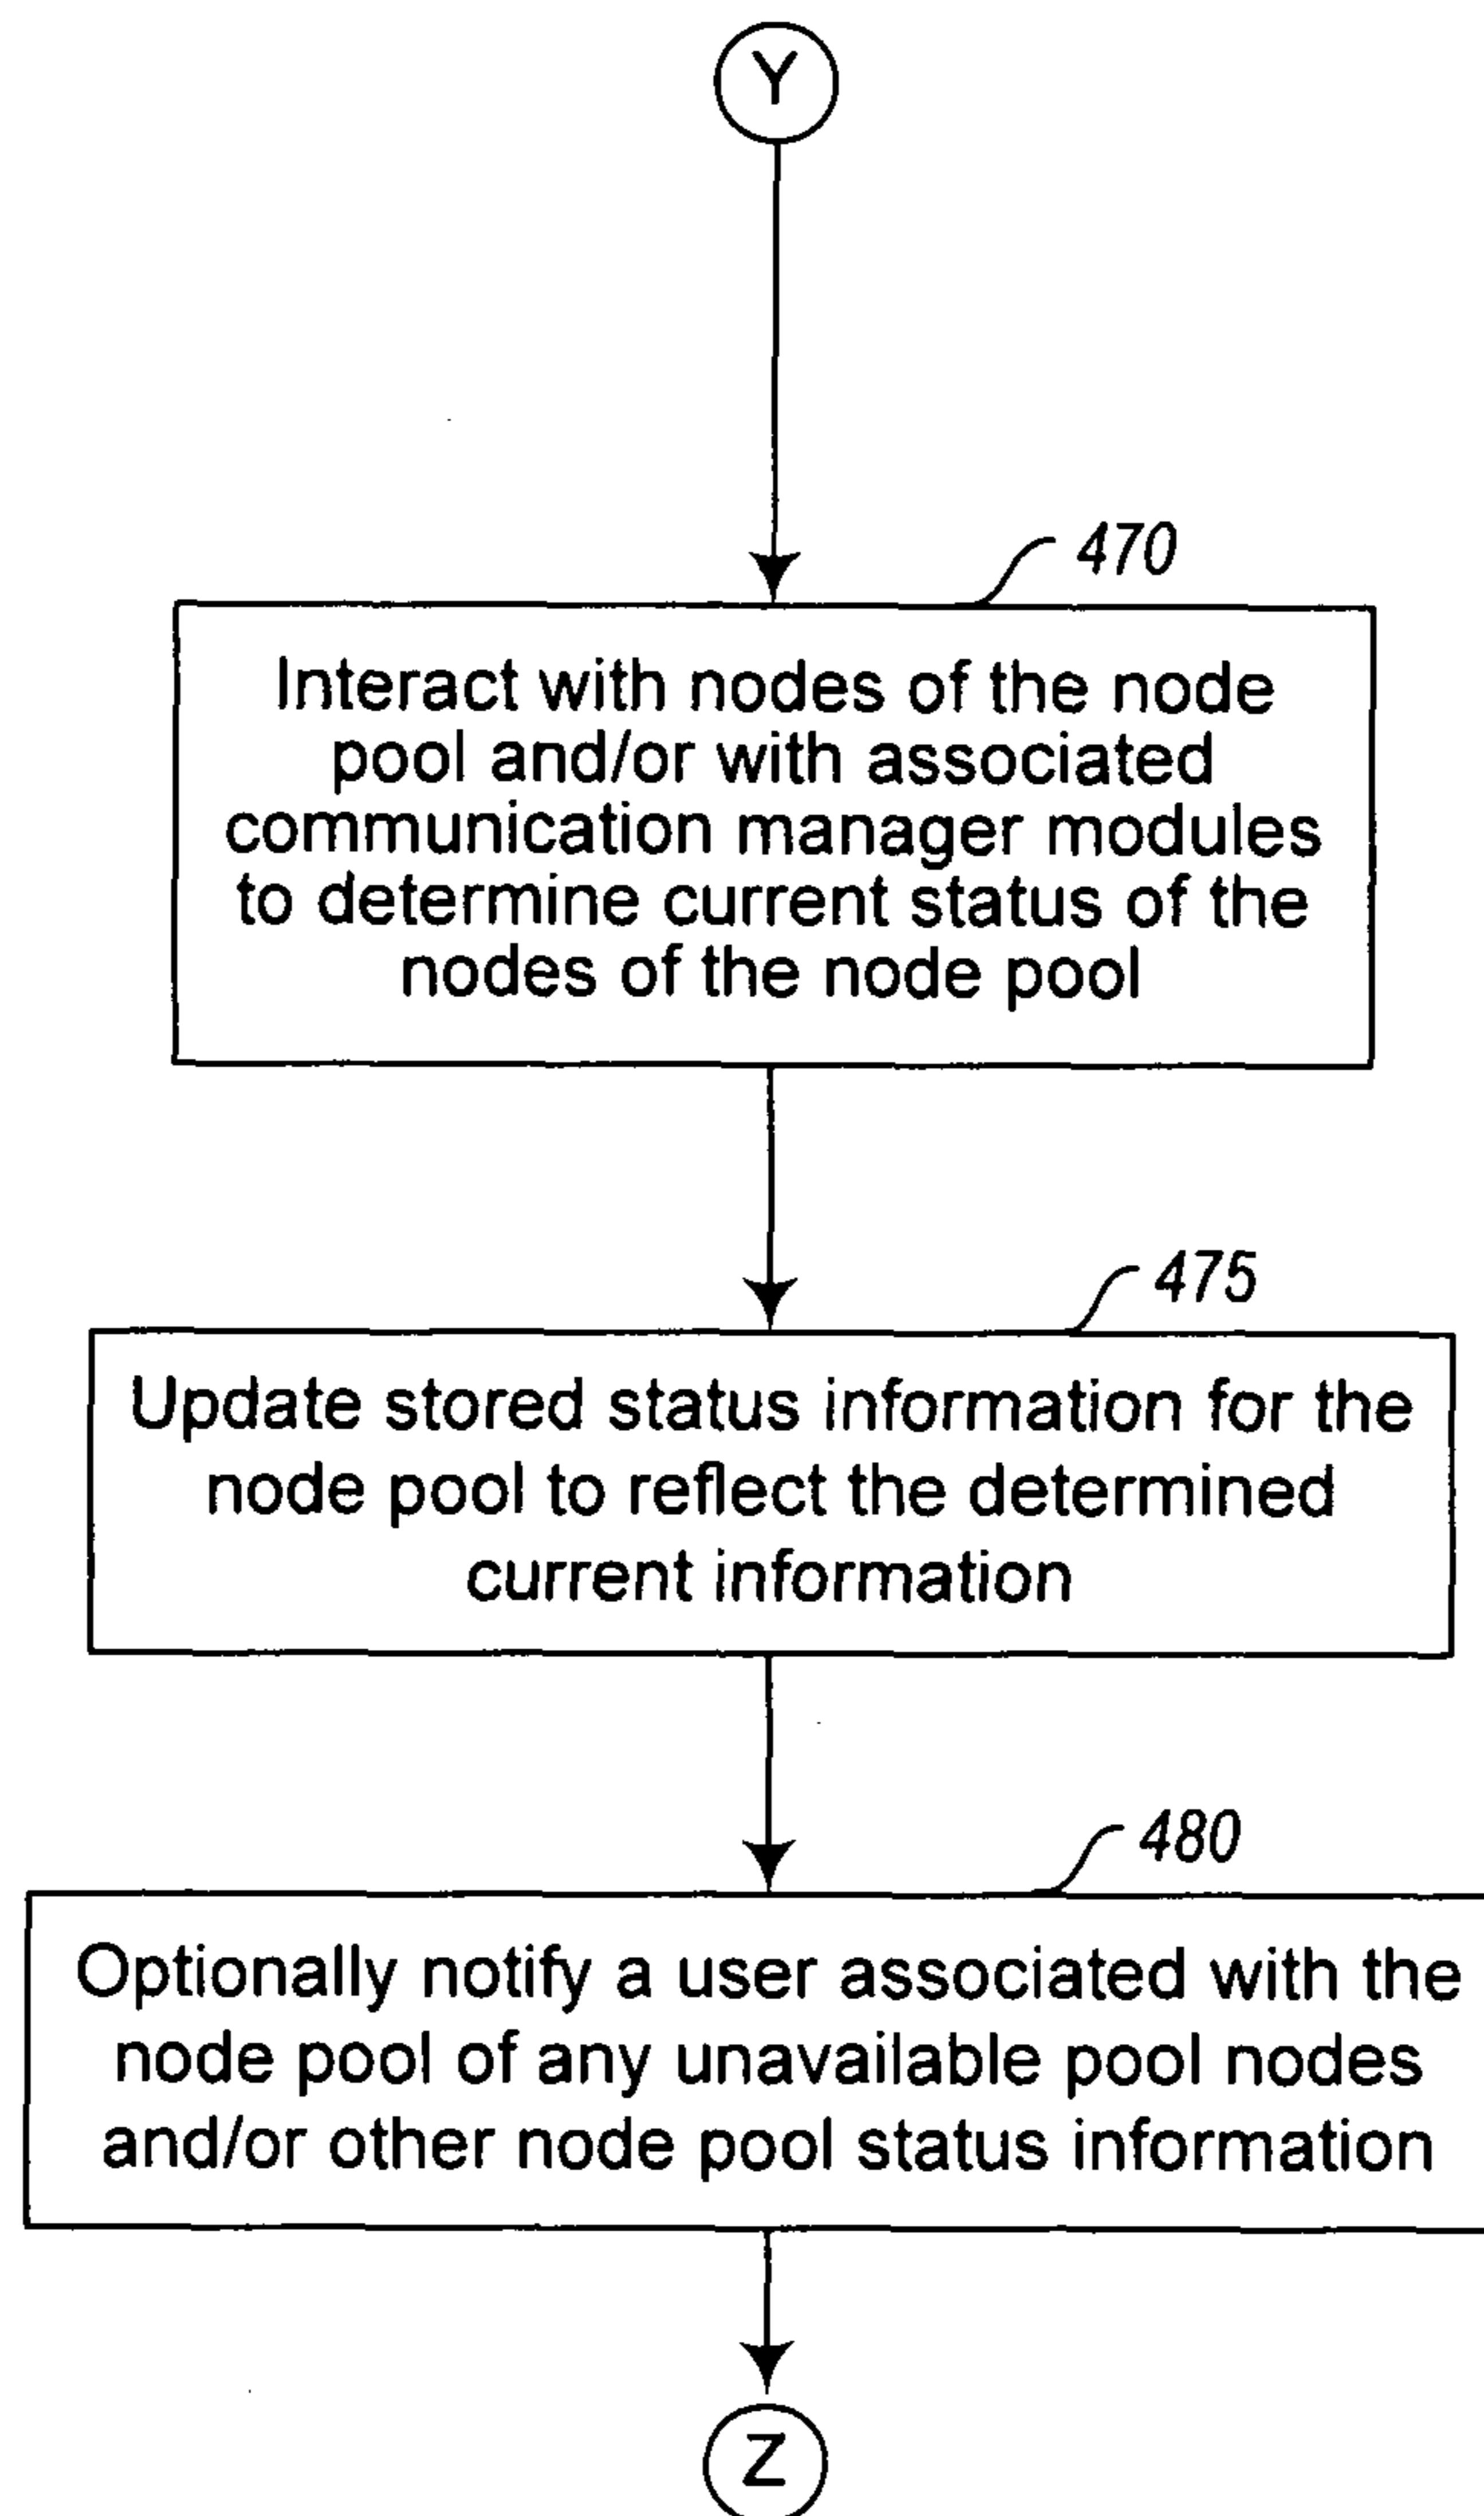 Y
470
Interact with nodes of the node
pool and/or with associated
communication manager modules
to determine current status of the
nodes of the node pool
475
Update stored status information for the
node pool to reflect the determined
current information
480
Optionally notify a user associated with the
node pool of any unavailable pool nodes
and/or other node pool status information
Z